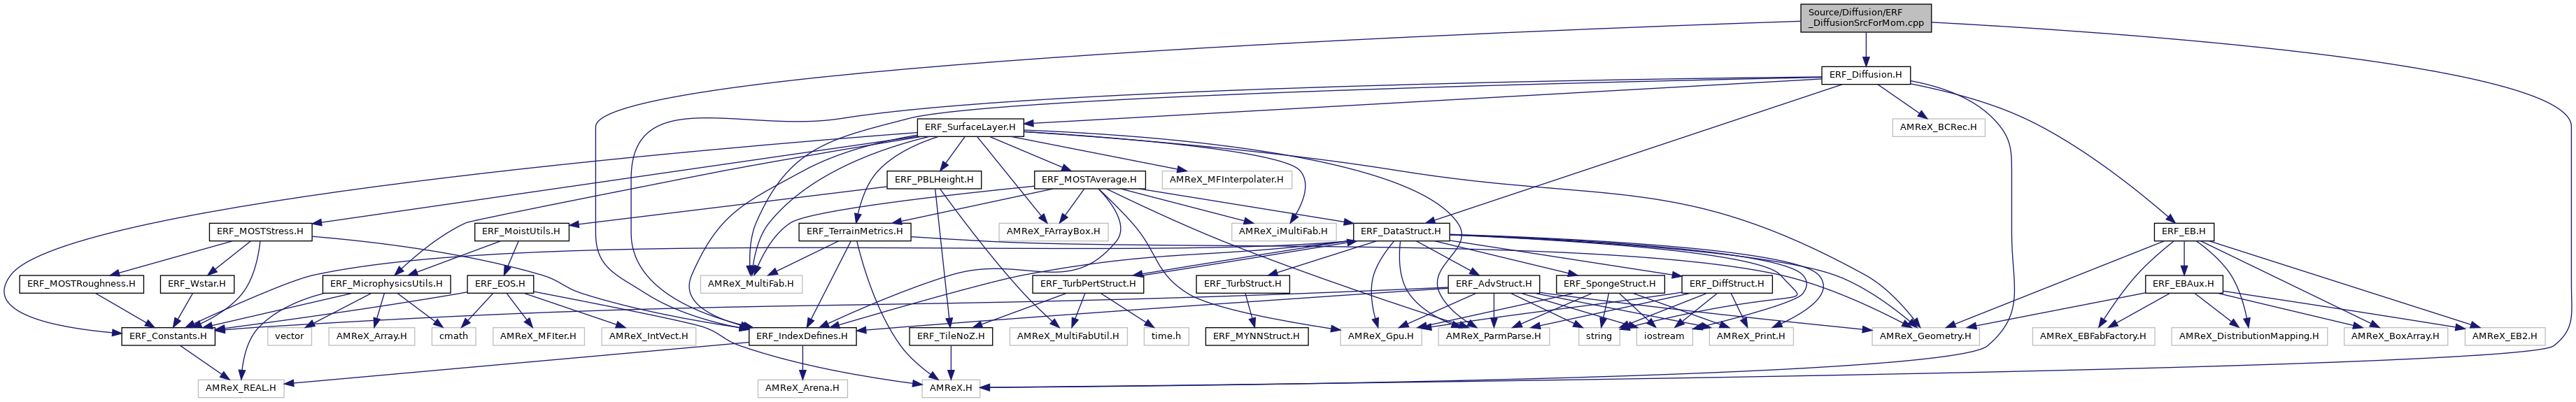 Source/Diffusion/ERF
_DiffusionSrcForMom.cpp
ERF_Diffusion.H
ERF_SurfaceLayer.H
AMReX_BCRec.H
ERF_PBLHeight.H
ERF_MOSTAverage.H
AMReX_MFInterpolater.H
ERF_MOSTStress.H
ERF_MoistUtils.H
ERF_TerrainMetrics.H
AMReX_FArrayBox.H
AMReX_iMultiFab.H
ERF_DataStruct.H
ERF_EB.H
ERF_MOSTRoughness.H
ERF_Wstar.H
ERF_MicrophysicsUtils.H
ERF_EOS.H
AMReX_MultiFab.H
ERF_TurbPertStruct.H
ERF_TurbStruct.H
ERF_AdvStruct.H
ERF_SpongeStruct.H
ERF_DiffStruct.H
ERF_EBAux.H
ERF_Constants.H
vector
AMReX_Array.H
cmath
AMReX_MFIter.H
AMReX_IntVect.H
ERF_IndexDefines.H
ERF_TileNoZ.H
AMReX_MultiFabUtil.H
time.h
ERF_MYNNStruct.H
AMReX_Gpu.H
AMReX_ParmParse.H
string
iostream
AMReX_Print.H
AMReX_Geometry.H
AMReX_EBFabFactory.H
AMReX_DistributionMapping.H
AMReX_BoxArray.H
AMReX_EB2.H
AMReX_REAL.H
AMReX_Arena.H
AMReX.H